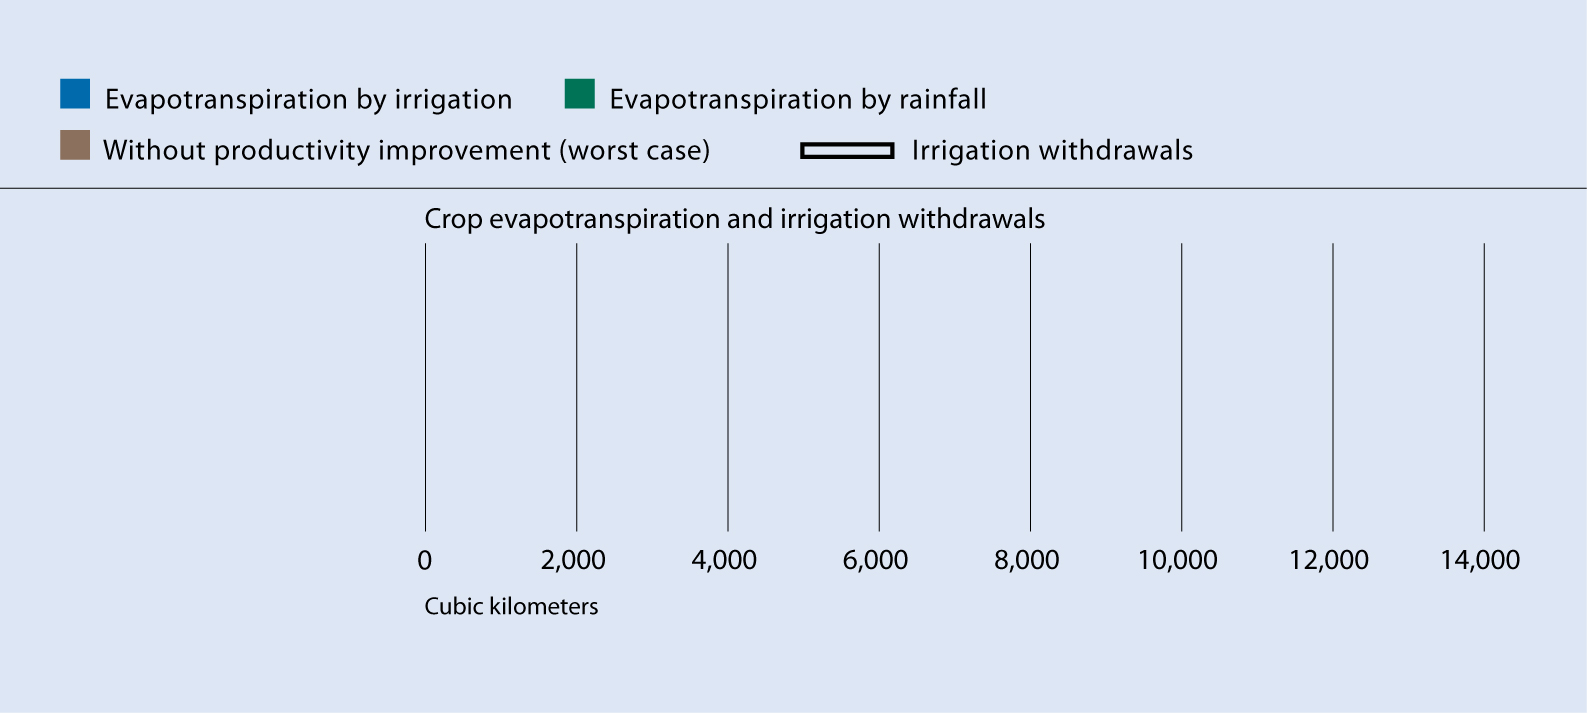 Evapotranspiration by irrigation Evapotranspiration by rainfall
Without productivity improvement (worst case) Irrigation withdrawals
Crop evapotranspiration and irrigation withdrawals
0 2,000 4,000 6,000 8,000 10,000 12,000 14,000
Cubic kilometers